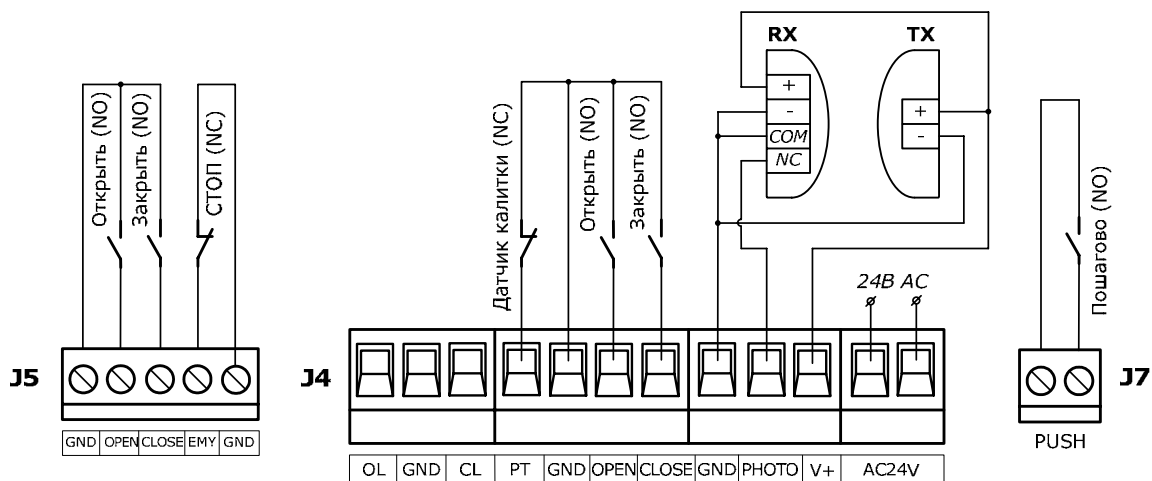 RX
TX
+
-
COM
NC
+
-
Открыть (NO)
Закрыть (NO)
СТОП (NC)
Датчик калитки (NC)
Открыть (NO)
Закрыть (NO)
24В AC
Пошагово (NO)
J5
J4
J7
GND OPEN CLOSE EMY GND
OL GND CL PT GND OPEN CLOSE GND PHOTO V+ AC24V
PUSH